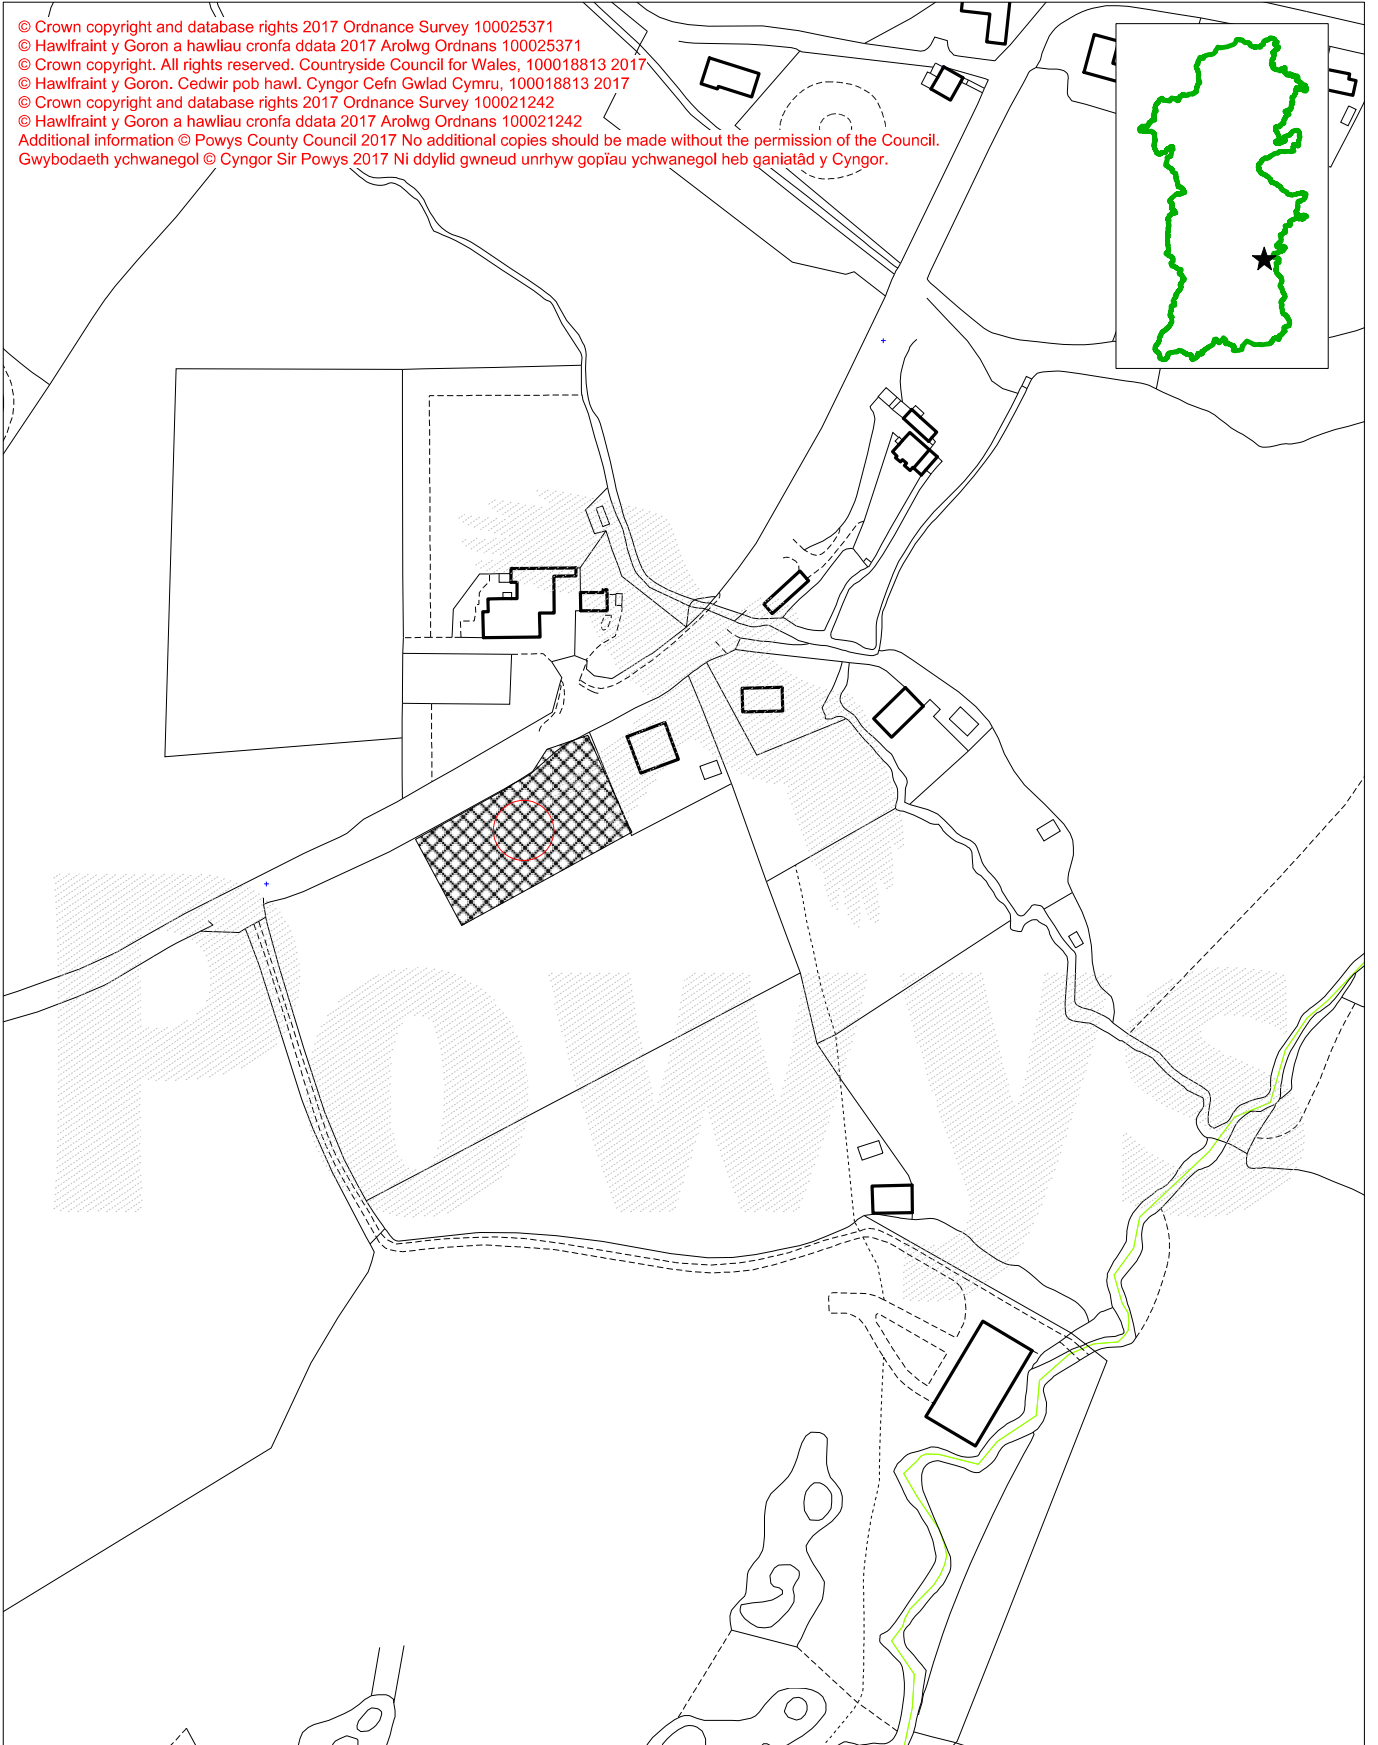 © Crown copyright and database rights 2017 Ordnance Survey 100025371
© Hawlfraint y Goron a hawliau cronfa ddata 2017 Arolwg Ordnans 100025371
© Crown copyright. All rights reserved. Countryside Council for Wales, 100018813 2017
© Hawlfraint y Goron. Cedwir pob hawl. Cyngor Cefn Gwlad Cymru, 100018813 2017
© Crown copyright and database rights 2017 Ordnance Survey 100021242
© Hawlfraint y Goron a hawliau cronfa ddata 2017 Arolwg Ordnans 100021242
Additional information © Powys County Council 2017 No additional copies should be made without the permission of the Council.
Gwybodaeth ychwanegol © Cyngor Sir Powys 2017 Ni ddylid gwneud unrhyw gopïau ychwanegol heb ganiatâd y Cyngor.
Powys